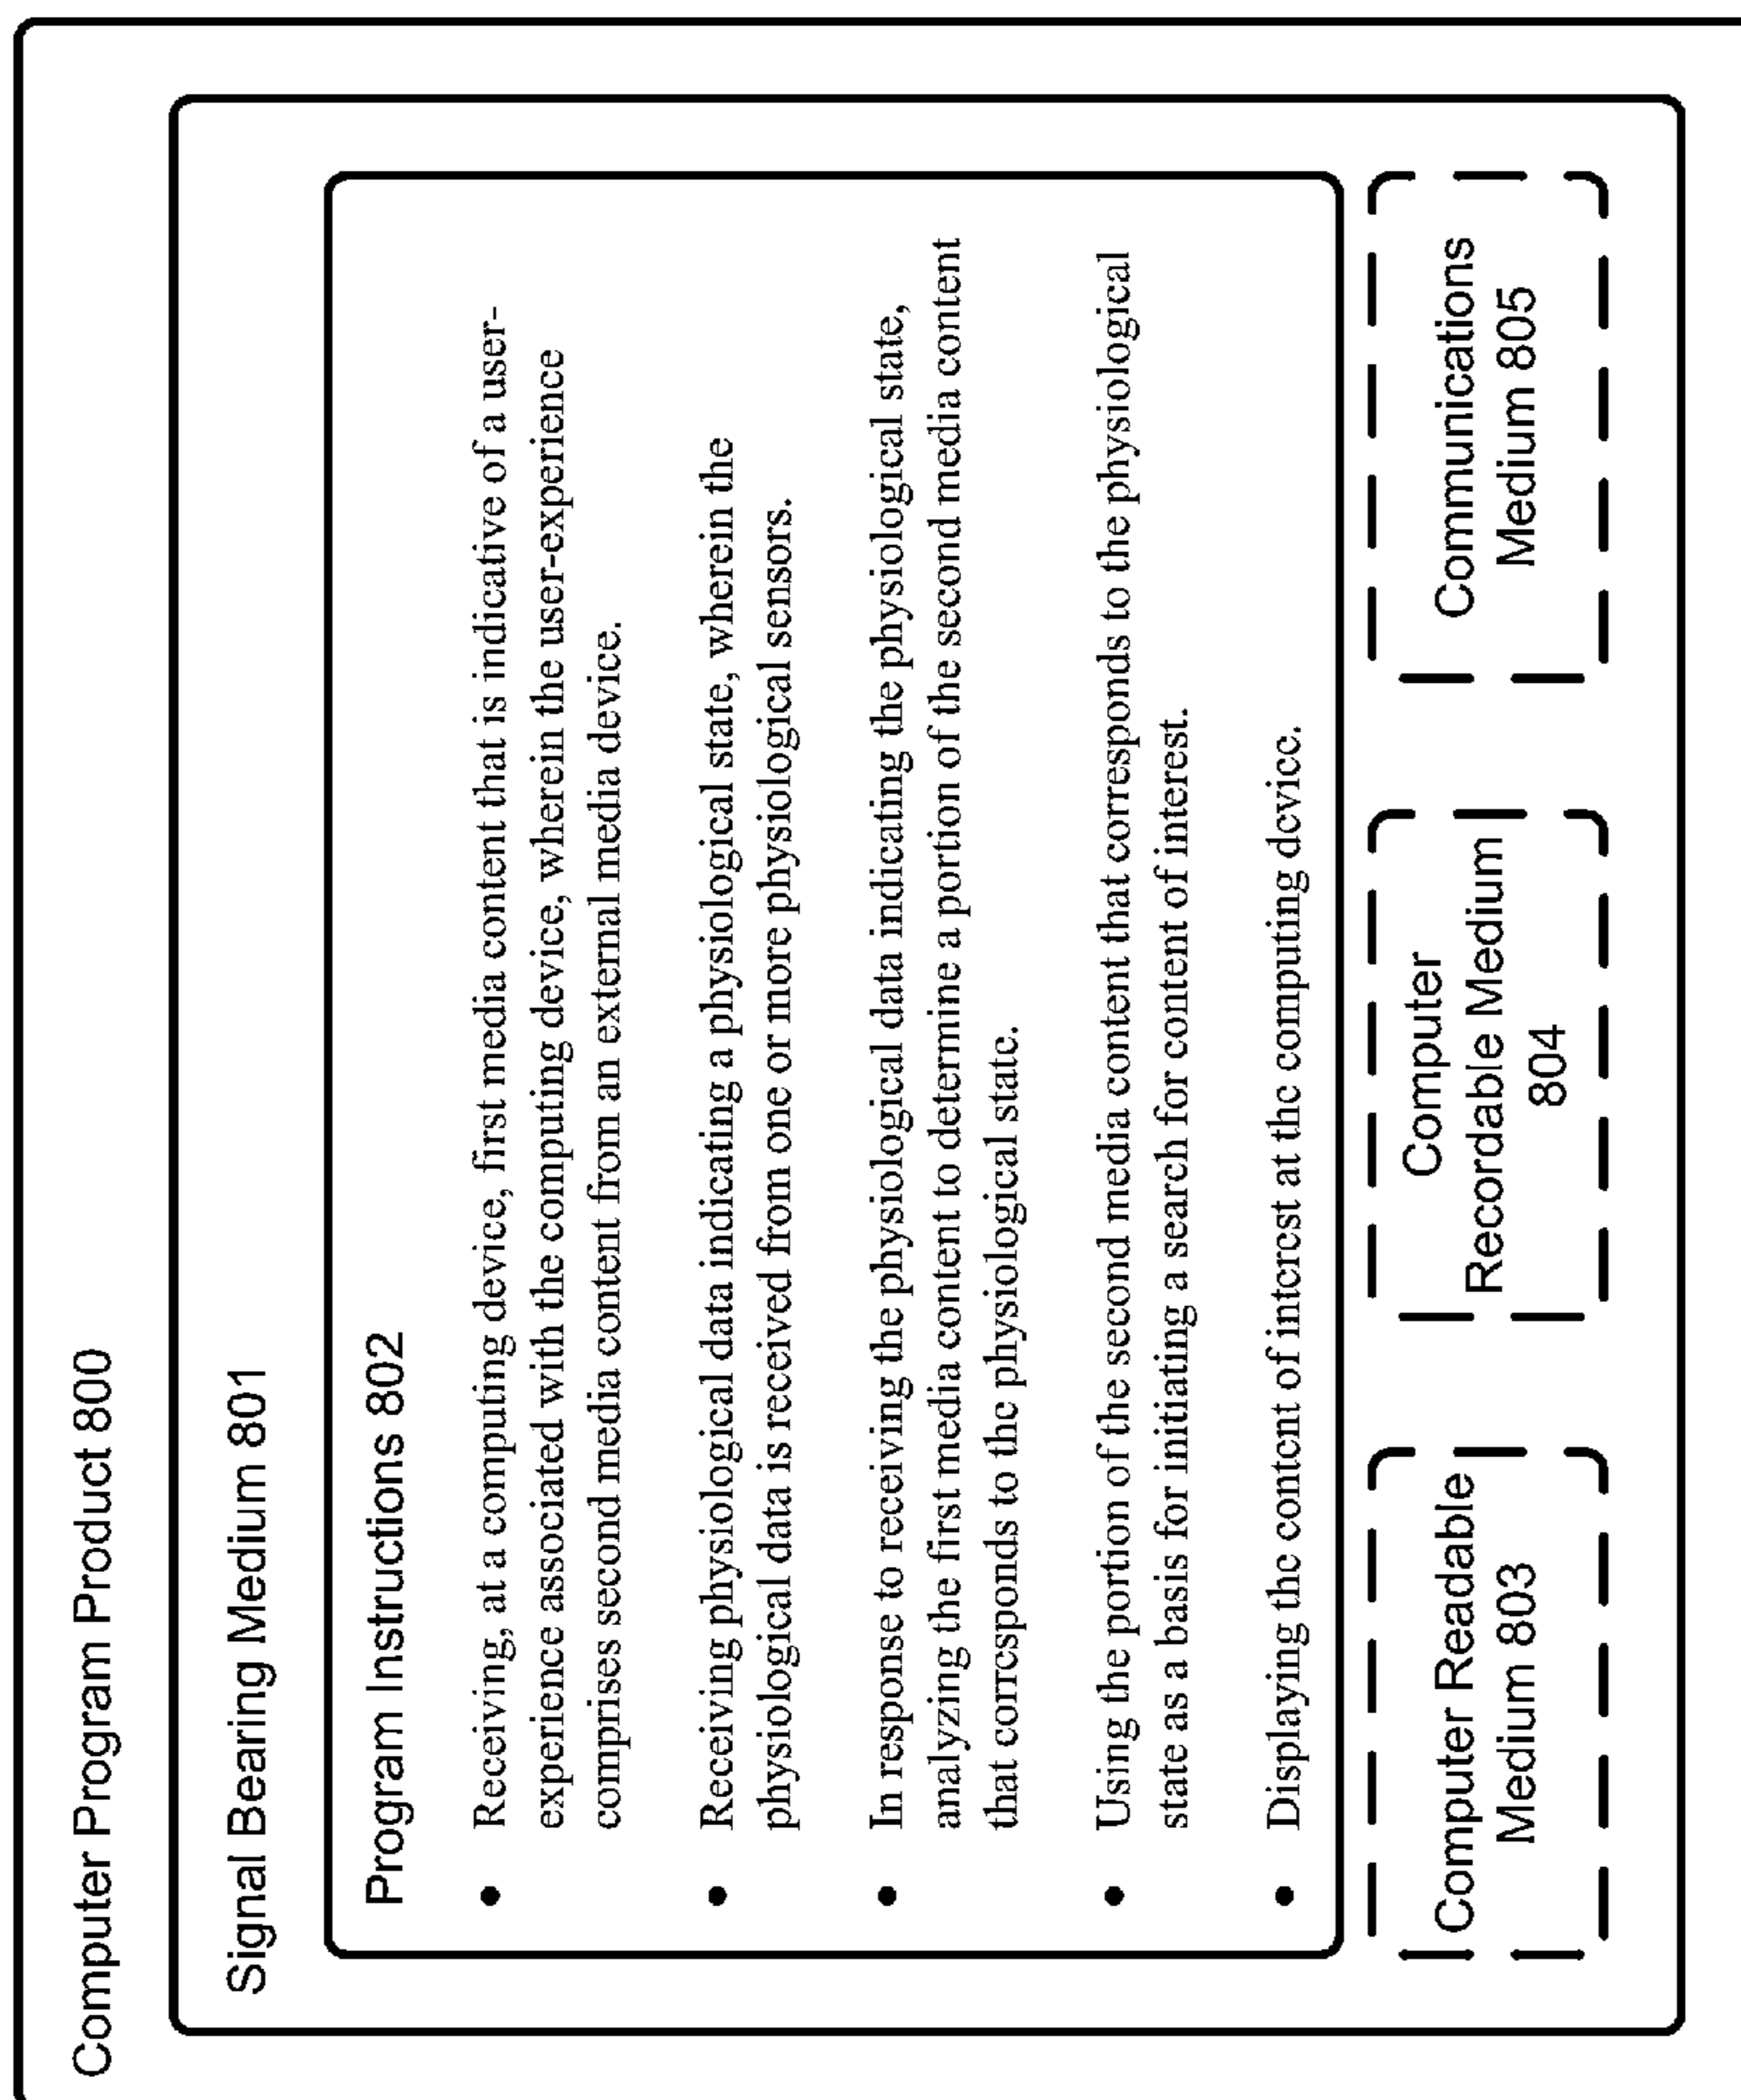 Computer Program Product 800
Signal Bearing Medium 801
Program Instructions 802
• Receiving, at a computing device, first media content that is indicative of a user-
experience associated with the computing device, wherein the user-experience
comprises second media content from an external media device.
• Receiving physiological data indicating a physiological state, wherein the
physiological data is received from one or more physiological sensors.
• In response to receiving the physiological data indicating the physiological state,
analyzing the first media content to determine a portion of the second media content
that corresponds to the physiological state.
• Using the portion of the second media content that corresponds to the physiological
state as a basis for initiating a search for content of interest.
• Displaying the content of interest at the computing device.
Computer Readable
Medium 803
Computer
Recordable Medium
804
Communications
Medium 805